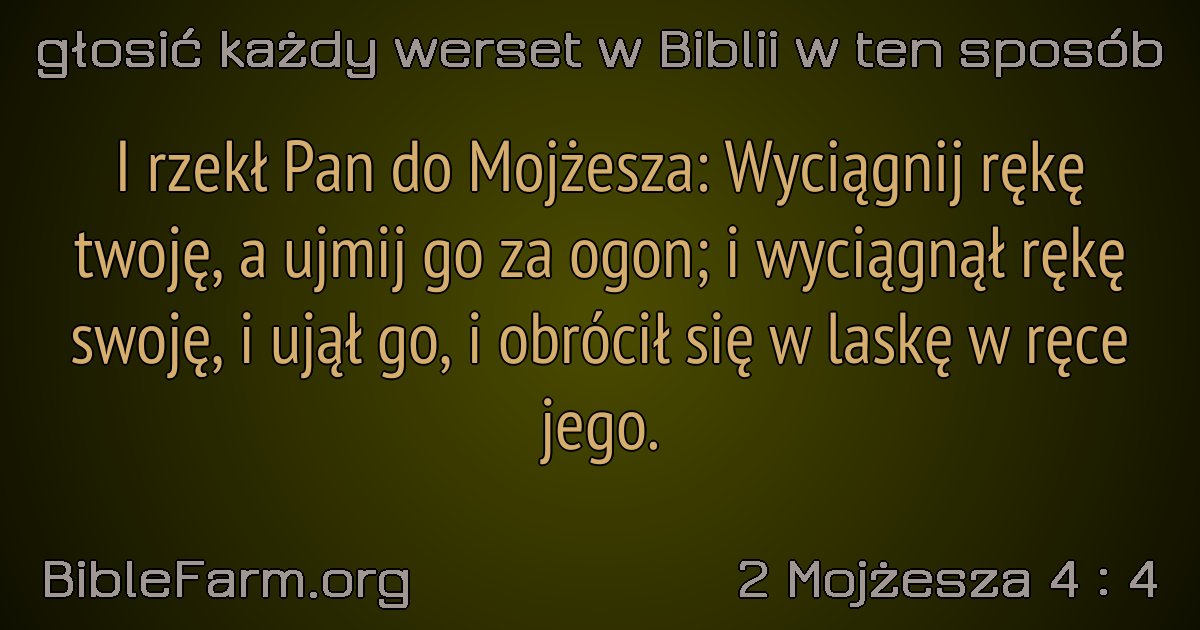 głosić każdy werset w Biblii w ten sposób
I rzekł Pan do Mojżesza: Wyciągnij rękę
twoję, a ujmij go za ogon; i wyciągnął rękę
swoję, i ujął go, i obrócił się w laskę w ręce
jego.
BibleFarm.org
2 Mojżesza 4 : 4